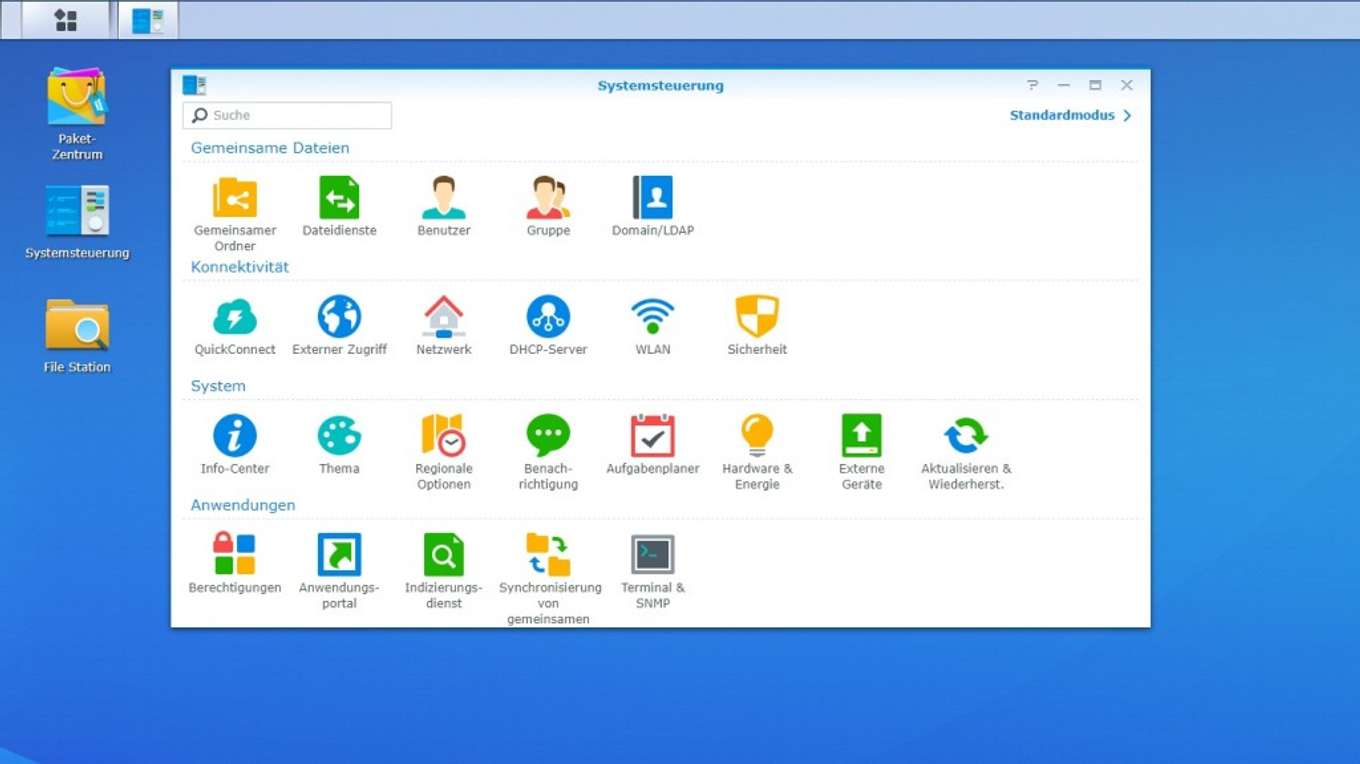 Paket-
Zentrum
Systemsteuerung
File Station
Systemsteuerung
Suche
Standardmodus
Gemeinsame Dateien
Gemeinsamer
Ordner
Dateidienste
Benutzer
Gruppe
Domain/LDAP
Konnektivität
QuickConnect
Externer Zugriff
Netzwerk
DHCP-Server
WLAN
Sicherheit
System
Info-Center
Thema
Regionale
Optionen
Benach-
richtigung
Aufgabenplaner
Hardware &
Energie
Externe
Geräte
Aktualisieren &
Wiederherst.
Anwendungen
Berechtigungen
Anwendungs-
portal
Indizierungs-
dienst
Synchronisierung
von
gemeinsamen
Terminal &
SNMP